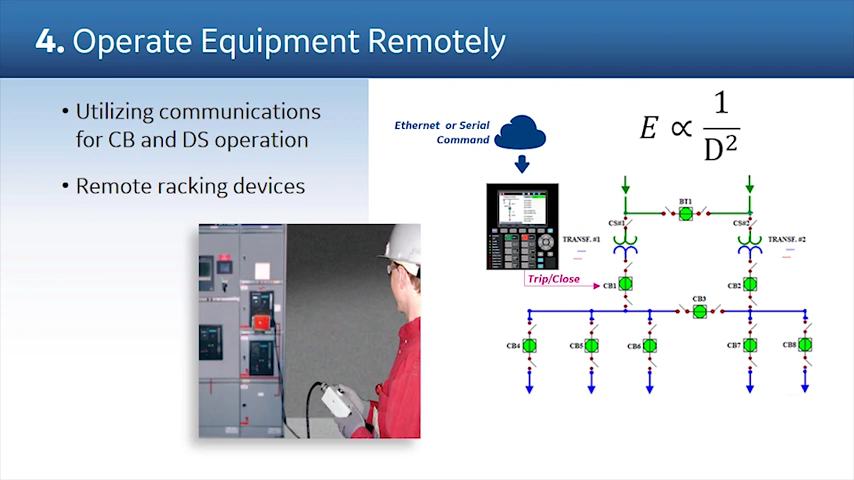 4. Operate Equipment Remotely
• Utilizing communications
for CB and DS operation
• Remote racking devices
Ethernet or Serial
Command
E ∝ 1/D²
BT1
CS#1
CS#2
TRANSF. #1
TRANSF. #2
Trip/Close
CB1
CB2
CB3
CB4
CB5
CB6
CB7
CB8